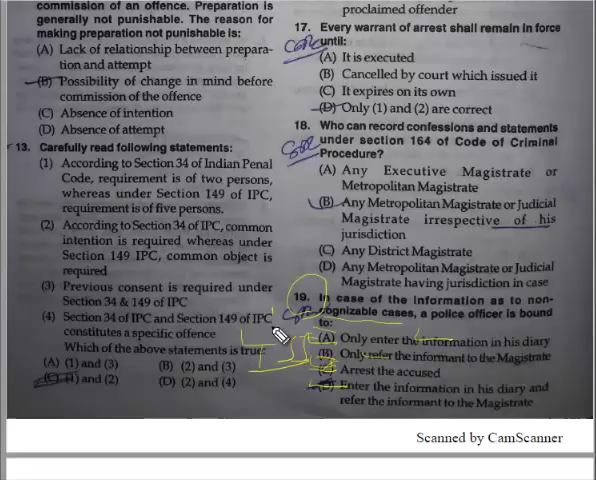 commission of an offence. Preparation is
generally not punishable. The reason for
making preparation not punishable is:
(A) Lack of relationship between prepara-
tion and attempt
(B) Possibility of change in mind before
commission of the offence
(C) Absence of intention
(D) Absence of attempt
13. Carefully read following statements:
(1) According to Section 34 of Indian Penal
Code, requirement is of two persons,
whereas under Section 149 of IPC,
requirement is of five persons.
(2) According to Section 34 of IPC, common
intention is required whereas under
Section 149 IPC, common object is
required
(3) Previous consent is required under
Section 34 & 149 of IPC
(4) Section 34 of IPC and Section 149 of IPC
constitutes a specific offence
Which of the above statements is true:
(A) (1) and (3) (B) (2) and (3)
(C) (1) and (2) (D) (2) and (4)
proclaimed offender
17. Every warrant of arrest shall remain in force
until:
(A) It is executed
(B) Cancelled by court which issued it
(C) It expires on its own
(D) Only (1) and (2) are correct
18. Who can record confessions and statements
under section 164 of Code of Criminal
Procedure?
(A) Any Executive Magistrate or
Metropolitan Magistrate
(B) Any Metropolitan Magistrate or Judicial
Magistrate irrespective of his
jurisdiction
(C) Any District Magistrate
(D) Any Metropolitan Magistrate or Judicial
Magistrate having jurisdiction in case
19. In case of the information as to non-
cognizable cases, a police officer is bound
to:
(A) Only enter the information in his diary
(B) Only refer the informant to the Magistrate
(C) Arrest the accused
(D) Enter the information in his diary and
refer the informant to the Magistrate
155
Scanned by CamScanner